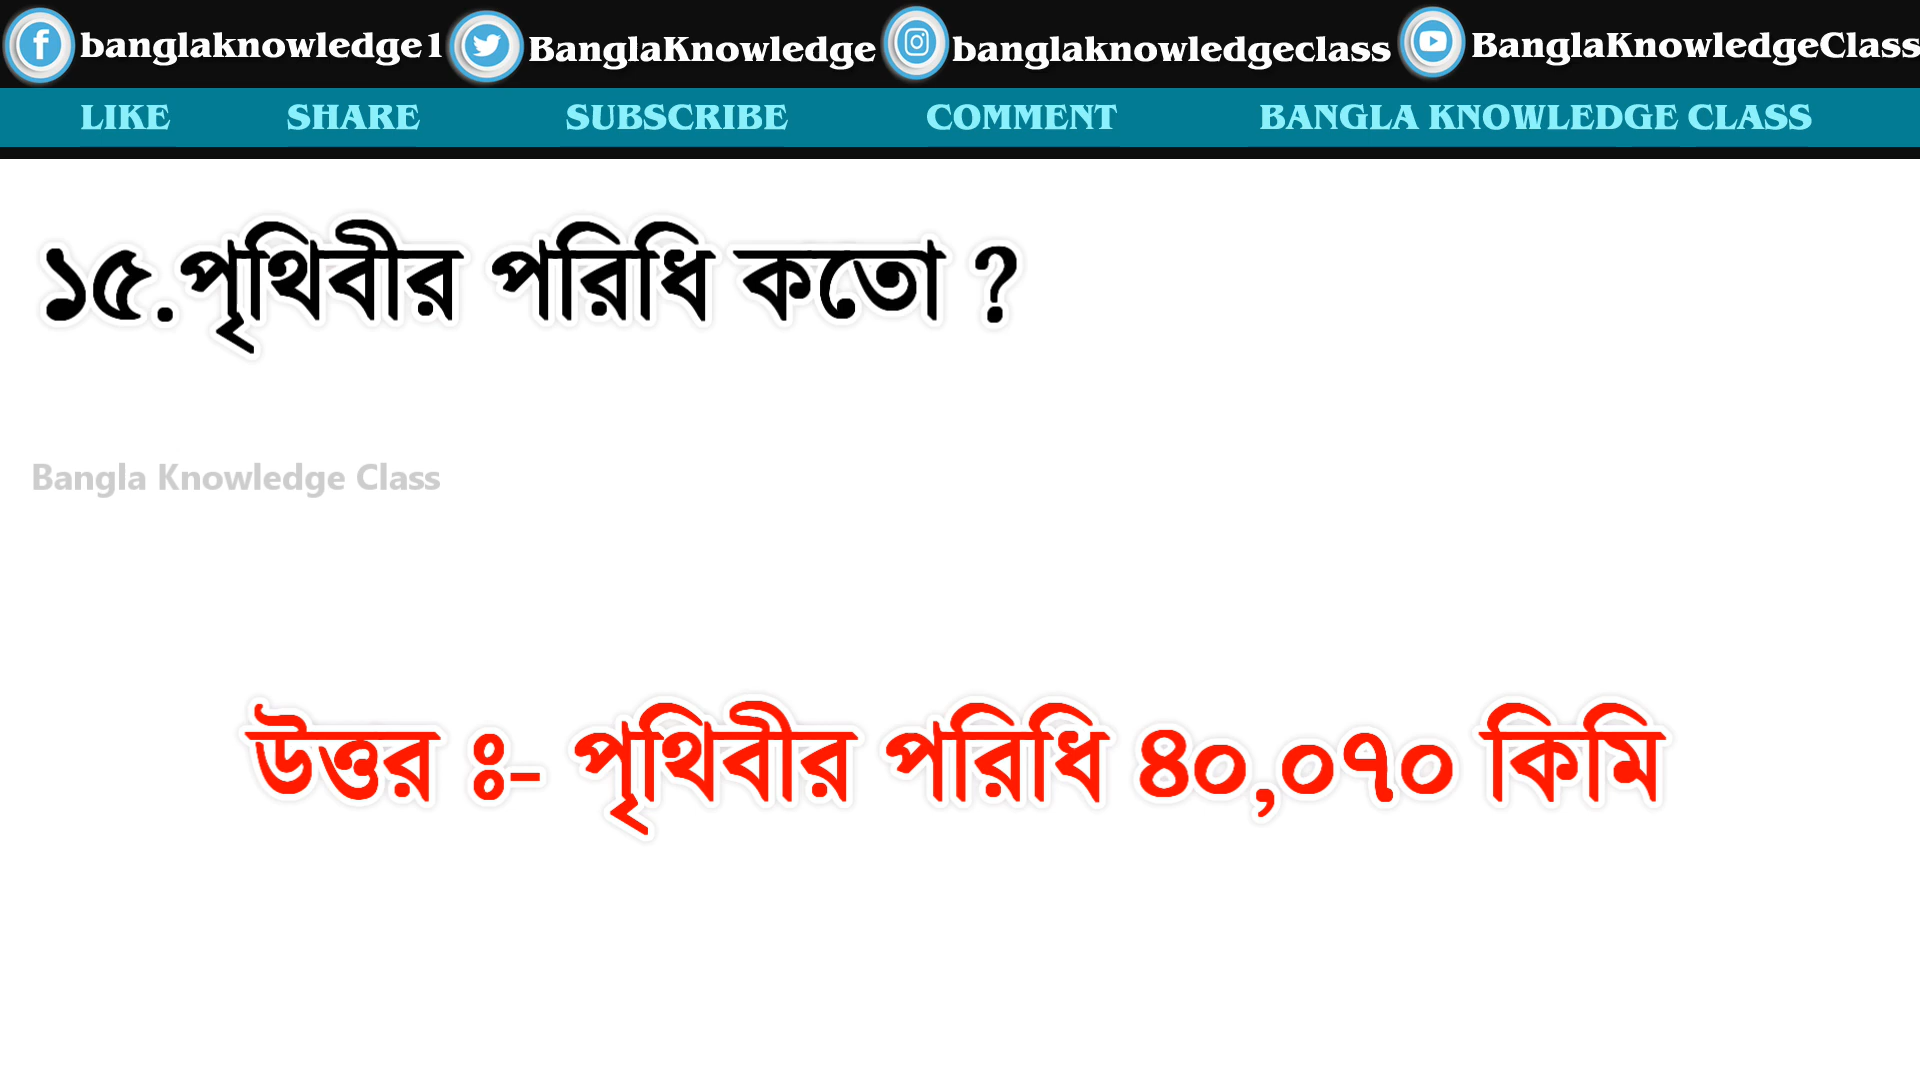 banglaknowledge1 BanglaKnowledge banglaknowledgeclass BanglaKnowledgeClass
LIKE SHARE SUBSCRIBE COMMENT BANGLA KNOWLEDGE CLASS
১৫.পৃথিবীর পরিধি কতো ?
Bangla Knowledge Class
উত্তর ঃ- পৃথিবীর পরিধি ৪০,০৭০ কিমি